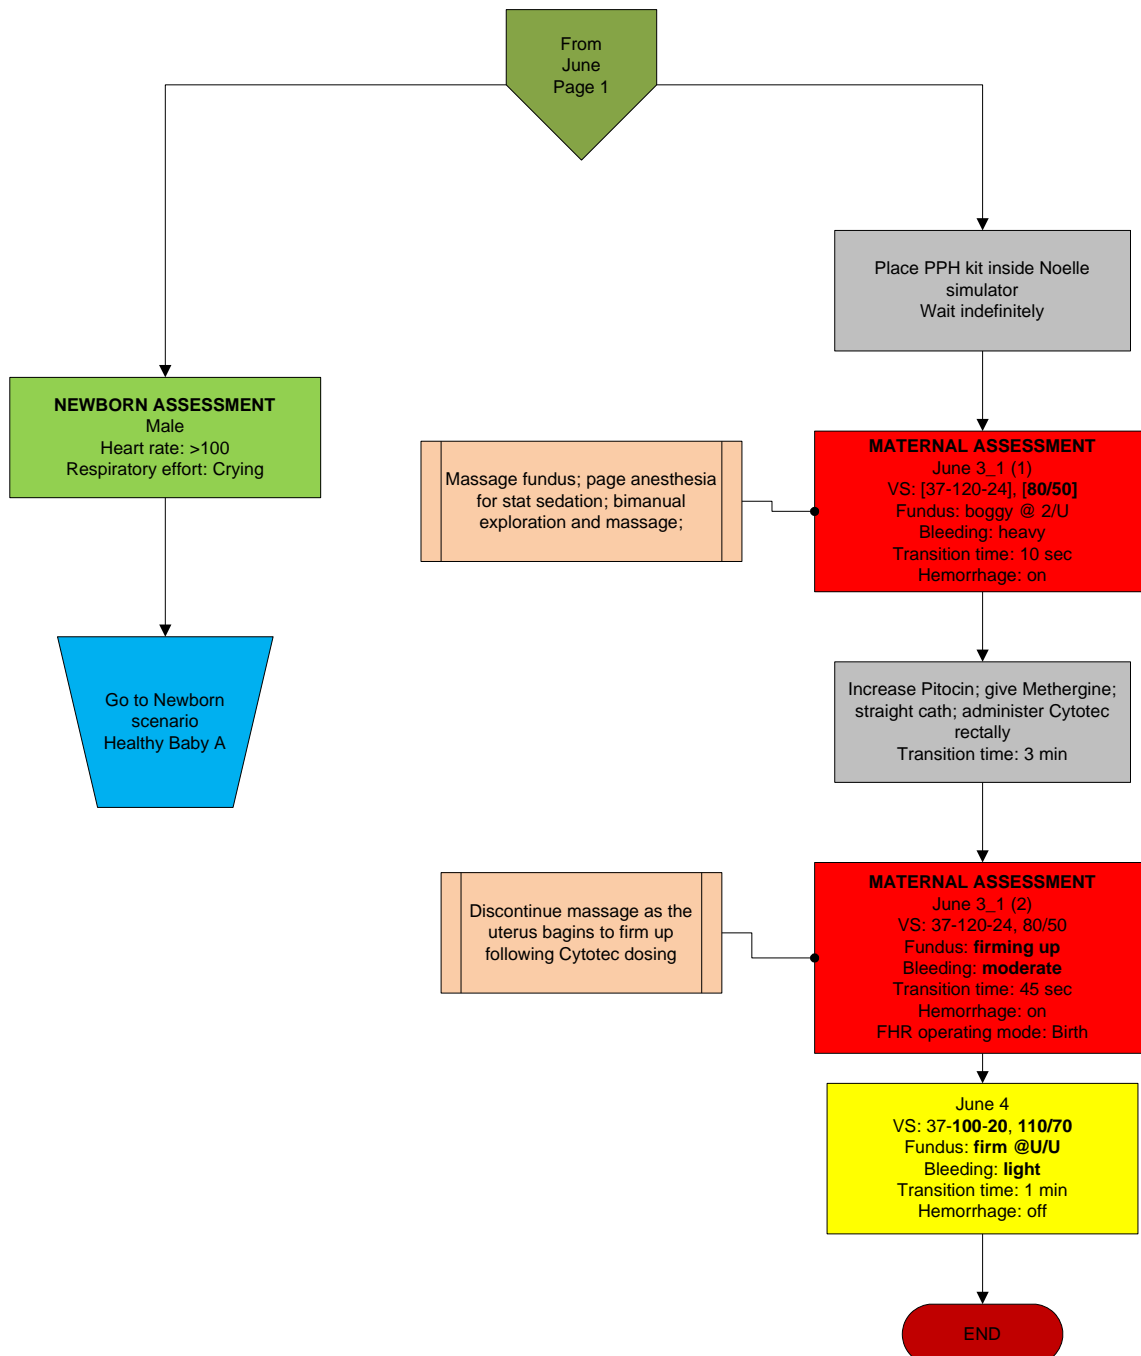 From
June
Page 1
Place PPH kit inside Noelle
simulator
Wait indefinitely
NEWBORN ASSESSMENT
Male
Heart rate: >100
Respiratory effort: Crying
Massage fundus; page anesthesia
for stat sedation; bimanual
exploration and massage;
MATERNAL ASSESSMENT
June 3_1 (1)
VS: [37-120-24], [80/50]
Fundus: boggy @ 2/U
Bleeding: heavy
Transition time: 10 sec
Hemorrhage: on
Go to Newborn
scenario
Healthy Baby A
Increase Pitocin; give Methergine;
straight cath; administer Cytotec
rectally
Transition time: 3 min
Discontinue massage as the
uterus bagins to firm up
following Cytotec dosing
MATERNAL ASSESSMENT
June 3_1 (2)
VS: 37-120-24, 80/50
Fundus: firming up
Bleeding: moderate
Transition time: 45 sec
Hemorrhage: on
FHR operating mode: Birth
June 4
VS: 37-100-20, 110/70
Fundus: firm @U/U
Bleeding: light
Transition time: 1 min
Hemorrhage: off
END